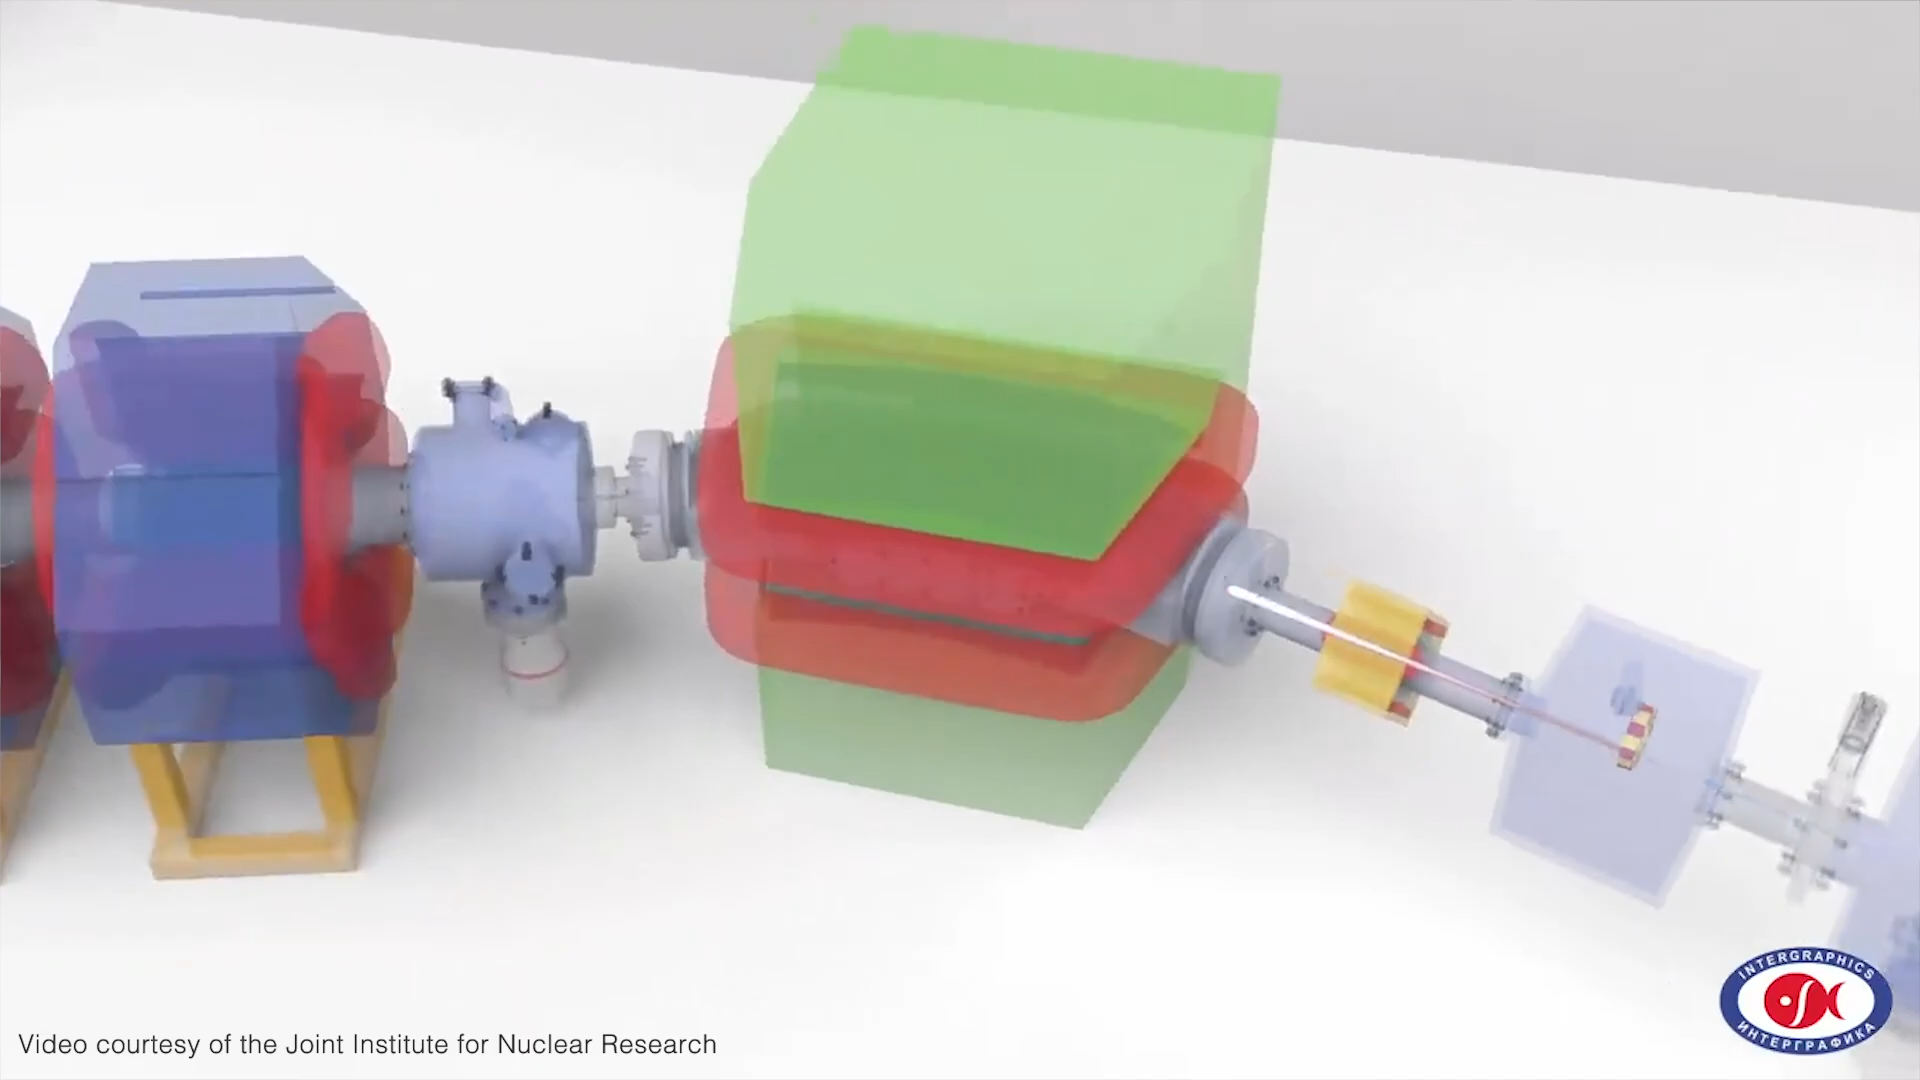 INTERGRAPHICS
ИНТЕРГРАФИКА
Video courtesy of the Joint Institute for Nuclear Research